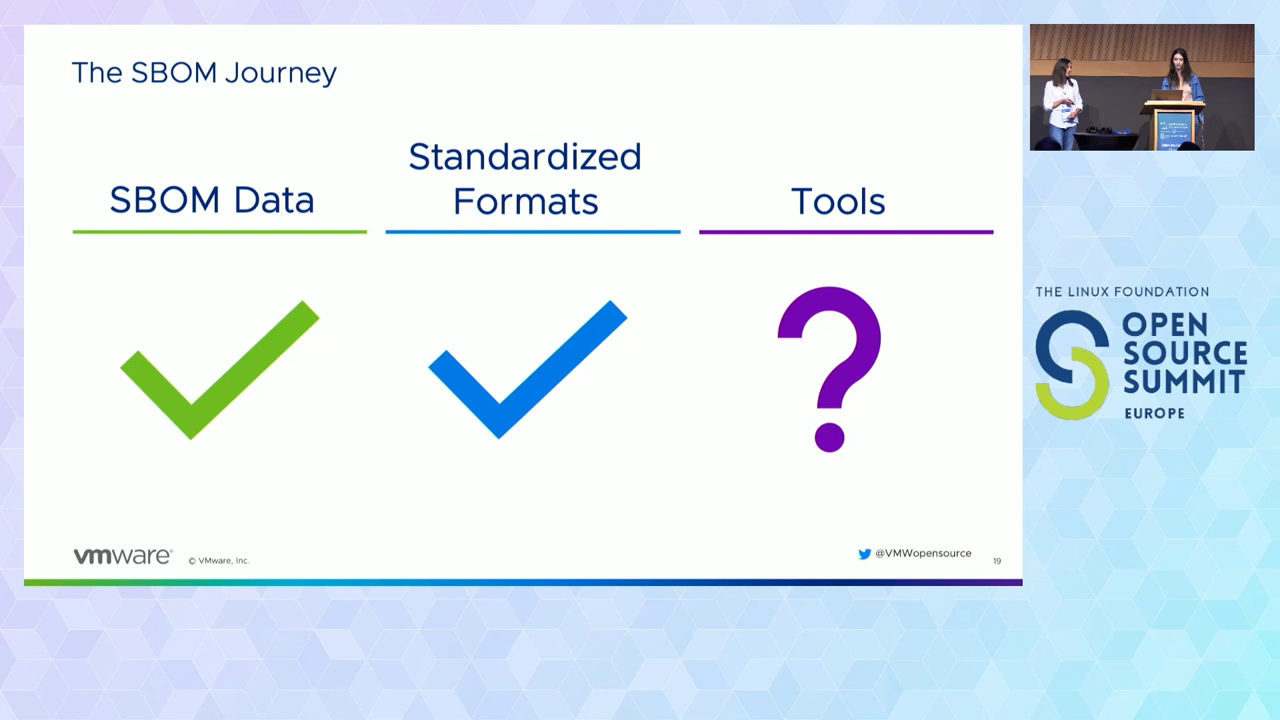 The SBOM Journey
SBOM Data
Standardized
Formats
Tools
vmware®
© VMware, Inc.
@VMWopensource
19
THE LINUX FOUNDATION
OPEN
SOURCE
SUMMIT
EUROPE